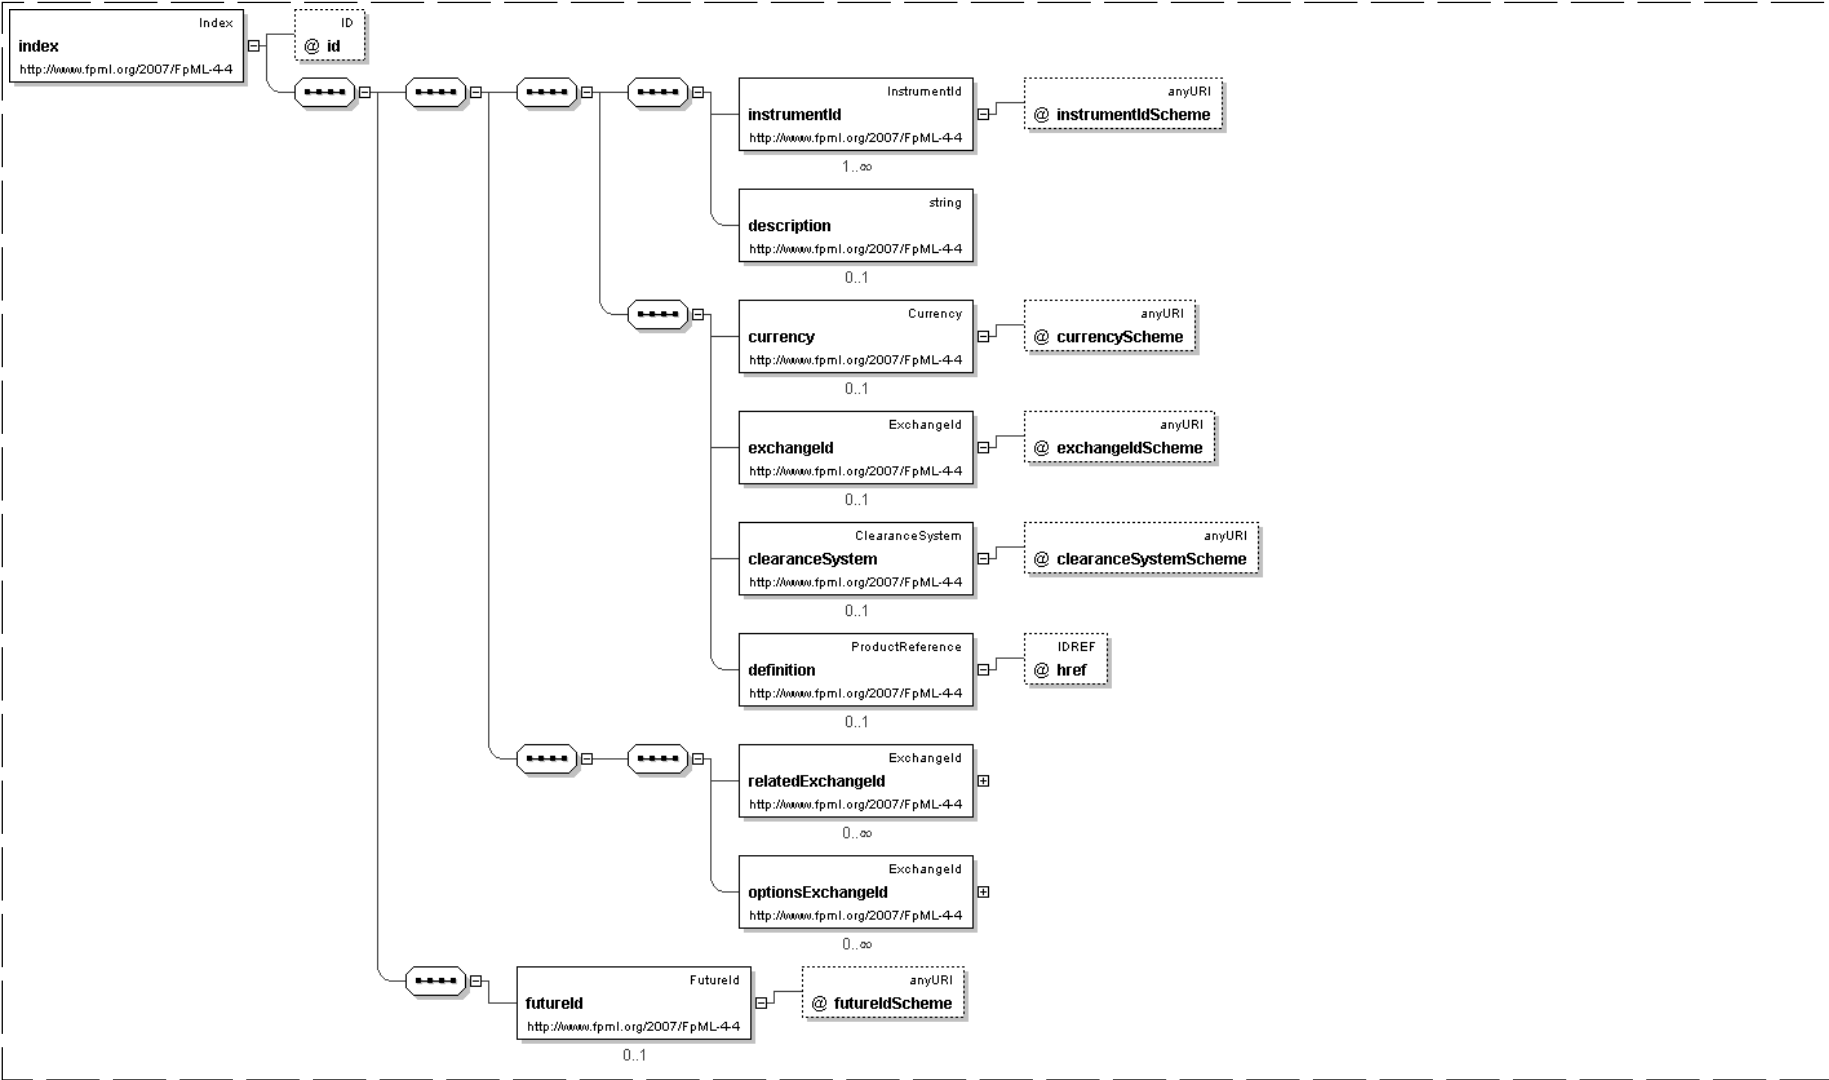 Index
index
http://www.fpml.org/2007/FpML-4-4
ID
@ id
InstrumentId
instrumentId
http://www.fpml.org/2007/FpML-4-4
1..∞
anyURI
@ instrumentIdScheme
string
description
http://www.fpml.org/2007/FpML-4-4
0..1
Currency
currency
http://www.fpml.org/2007/FpML-4-4
0..1
anyURI
@ currencyScheme
ExchangeId
exchangeId
http://www.fpml.org/2007/FpML-4-4
0..1
anyURI
@ exchangeIdScheme
ClearanceSystem
clearanceSystem
http://www.fpml.org/2007/FpML-4-4
0..1
anyURI
@ clearanceSystemScheme
ProductReference
definition
http://www.fpml.org/2007/FpML-4-4
0..1
IDREF
@ href
ExchangeId
relatedExchangeId
http://www.fpml.org/2007/FpML-4-4
0..∞
ExchangeId
optionsExchangeId
http://www.fpml.org/2007/FpML-4-4
0..∞
FutureId
futureId
http://www.fpml.org/2007/FpML-4-4
0..1
anyURI
@ futureIdScheme